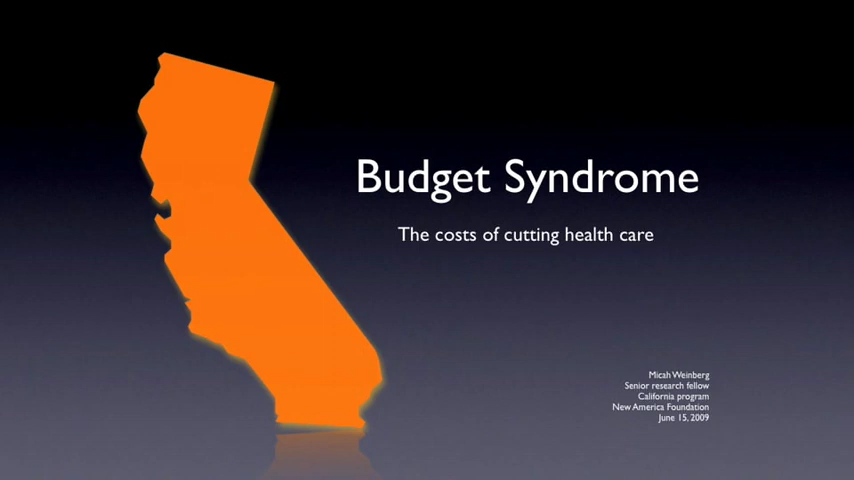 Budget Syndrome
The costs of cutting health care
Micah Weinberg
Senior research fellow
California program
New America Foundation
June 15, 2009